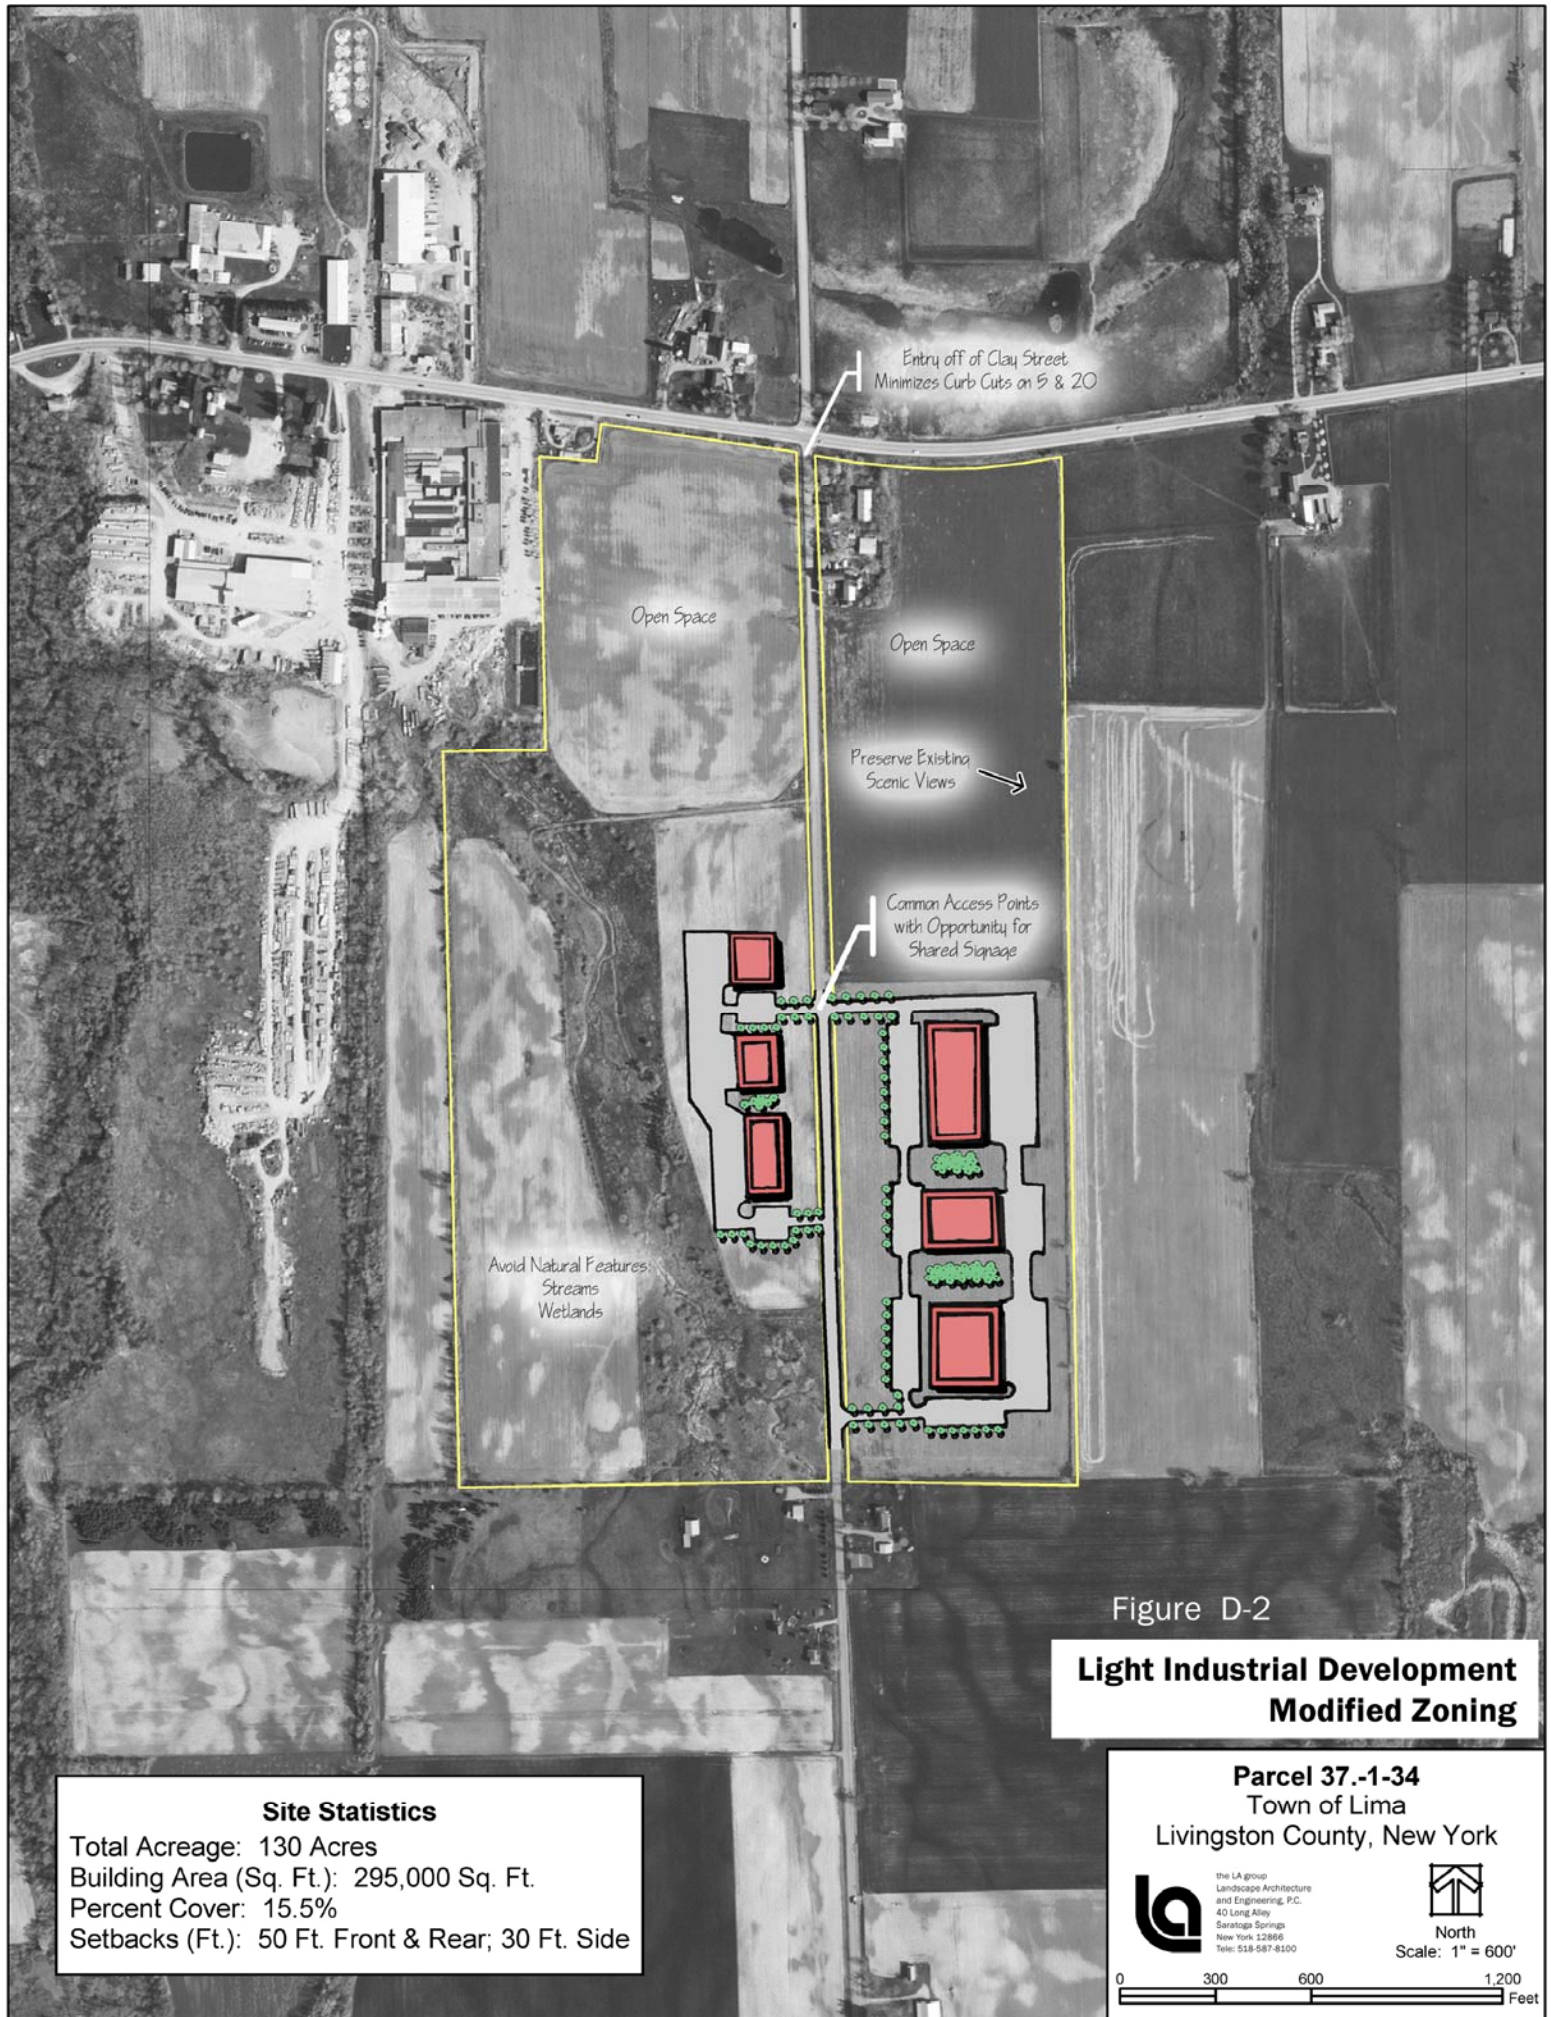 Entry off of Clay Street
Minimizes Curb Cuts on 5 & 20
Open Space
Open Space
Preserve Existing
Scenic Views
Common Access Points
with Opportunity for
Shared Signage
Avoid Natural Features:
Streams
Wetlands
Figure D-2
Light Industrial Development
Modified Zoning
Site Statistics
Total Acreage: 130 Acres
Building Area (Sq. Ft.): 295,000 Sq. Ft.
Percent Cover: 15.5%
Setbacks (Ft.): 50 Ft. Front & Rear; 30 Ft. Side
Parcel 37.-1-34
Town of Lima
Livingston County, New York
la
the LA group
Landscape Architecture
and Engineering, P.C.
40 Long Alley
Saratoga Springs
New York 12866
Tele: 518-587-8100
North
Scale: 1" = 600'
0 300 600 1,200
Feet